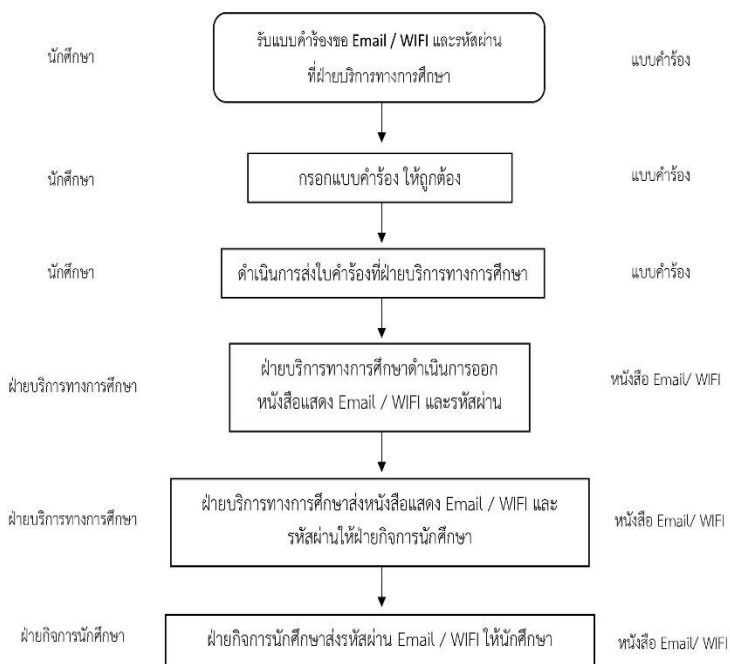 นักศึกษา
รับแบบคำร้องขอ Email / WIFI และรหัสผ่าน
ที่ฝ่ายบริการทางการศึกษา
แบบคำร้อง
นักศึกษา
กรอกแบบคำร้อง ให้ถูกต้อง
แบบคำร้อง
นักศึกษา
ดำเนินการส่งใบคำร้องที่ฝ่ายบริการทางการศึกษา
แบบคำร้อง
ฝ่ายบริการทางการศึกษา
ฝ่ายบริการทางการศึกษาดำเนินการออก
หนังสือแสดง Email / WIFI และรหัสผ่าน
หนังสือ Email/ WIFI
ฝ่ายบริการทางการศึกษา
ฝ่ายบริการทางการศึกษาส่งหนังสือแสดง Email / WIFI และ
รหัสผ่านให้ฝ่ายกิจการนักศึกษา
หนังสือ Email/ WIFI
ฝ่ายกิจการนักศึกษา
ฝ่ายกิจการนักศึกษาส่งรหัสผ่าน Email / WIFI ให้นักศึกษา
หนังสือ Email/ WIFI